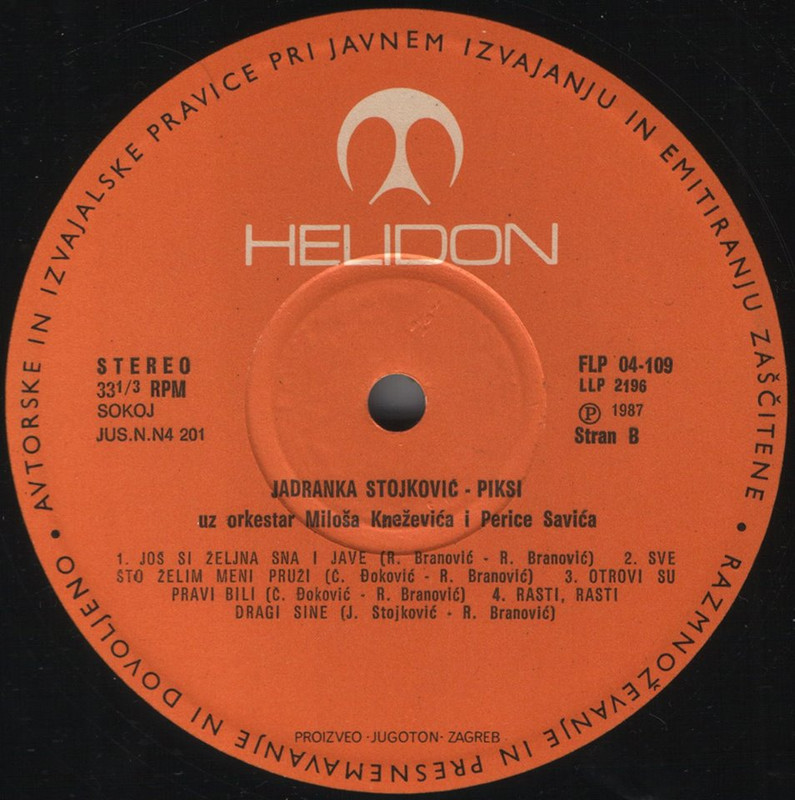 AVTORSKE IN IZVAJALSKE PRAVICE PRI JAVNEM IZVAJANJU IN EMITIRANJU ZAŠČITENE • RAZMNOŽEVANJE IN PRESNEMAVANJE NI DOVOLJENO •
HELIDON
STEREO
33 1/3 RPM
SOKOJ
JUS.N.N4 201
FLP 04-109
LLP 2196
Ⓟ 1987
Stran B
JADRANKA STOJKOVIĆ - PIKSI
uz orkestar Miloša Kneževića i Perice Savića
1. JOS SI ŽELJNA SNA I JAVE (R. Branović - R. Branović) 2. SVE
ŠTO ŽELIM MENI PRUŽI (Č. Đoković - R. Branović) 3. OTROVI SU
PRAVI BILI (Č. Đoković - R. Branović) 4. RASTI, RASTI
DRAGI SINE (J. Stojković - R. Branović)
PROIZVEO · JUGOTON · ZAGREB